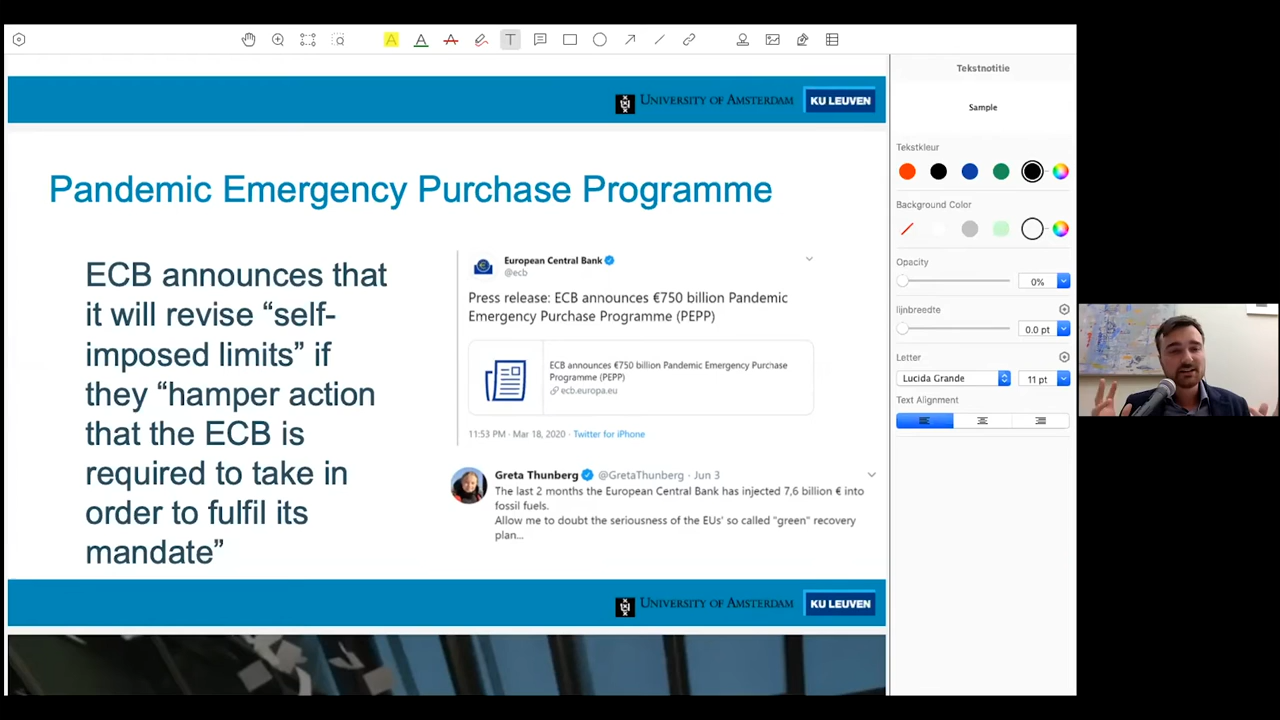 A
A
A
T
Tekstnotitie
Sample
UNIVERSITY OF AMSTERDAM
KU LEUVEN
Pandemic Emergency Purchase Programme
ECB announces that
it will revise “self-
imposed limits” if
they “hamper action
that the ECB is
required to take in
order to fulfil its
mandate”
European Central Bank
@ecb
Press release: ECB announces €750 billion Pandemic
Emergency Purchase Programme (PEPP)
ECB announces €750 billion Pandemic Emergency Purchase
Programme (PEPP)
ecb.europa.eu
11:53 PM · Mar 18, 2020 · Twitter for iPhone
Greta Thunberg @GretaThunberg · Jun 3
The last 2 months the European Central Bank has injected 7,6 billion € into
fossil fuels.
Allow me to doubt the seriousness of the EUs' so called "green" recovery
plan...
UNIVERSITY OF AMSTERDAM
KU LEUVEN
Tekstkleur
Background Color
Opacity
0%
lijnbreedte
0.0 pt
Letter
Lucida Grande
11 pt
Text Alignment